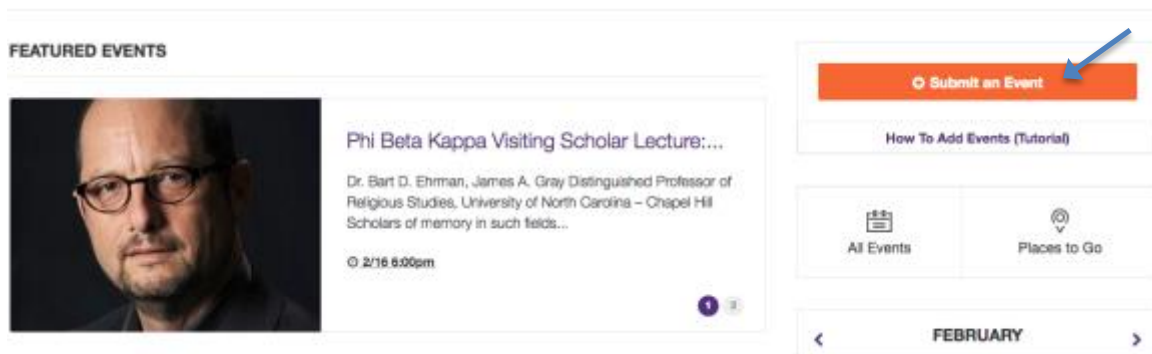 FEATURED EVENTS
Submit an Event
How To Add Events (Tutorial)
Phi Beta Kappa Visiting Scholar Lecture:...
Dr. Bart D. Ehrman, James A. Gray Distinguished Professor of
Religious Studies, University of North Carolina – Chapel Hill
Scholars of memory in such fields...
2/16 6:00pm
1 2
All Events
Places to Go
FEBRUARY